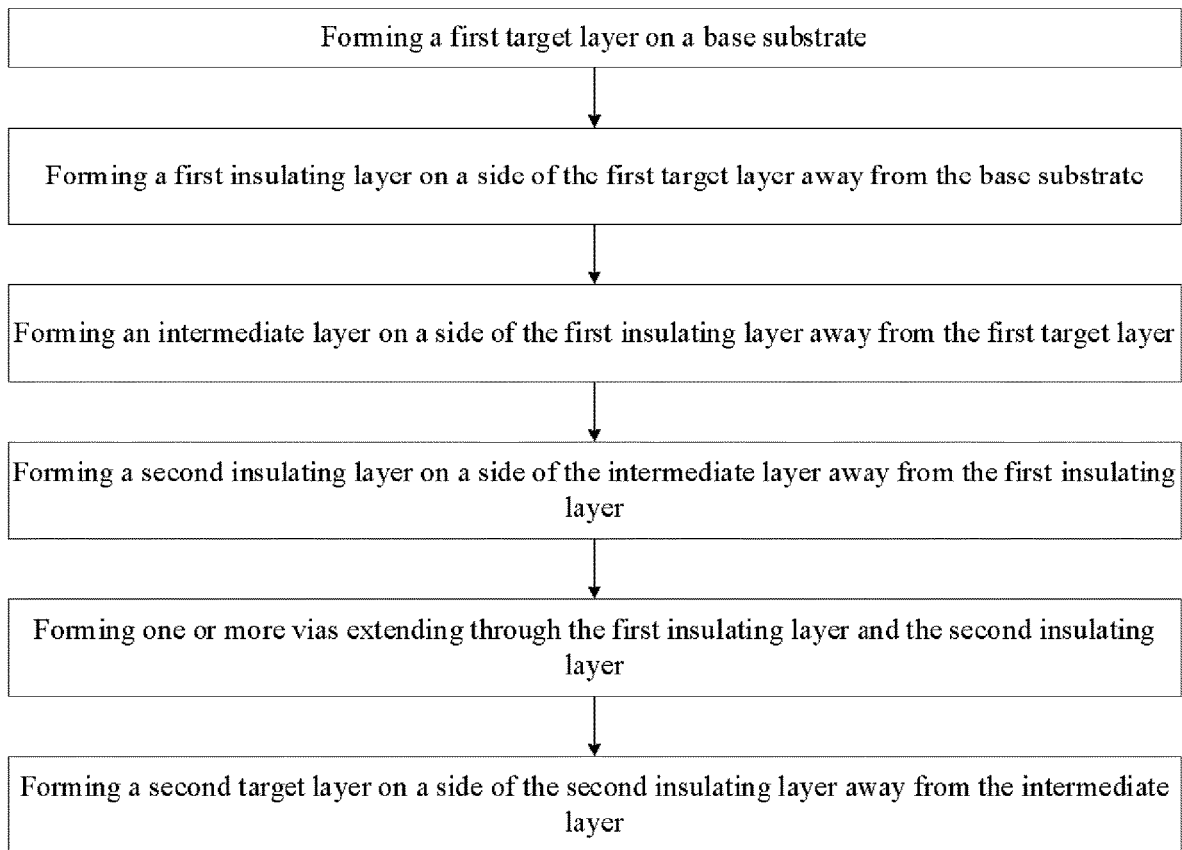 Forming a first target layer on a base substrate
Forming a first insulating layer on a side of the first target layer away from the base substrate
Forming an intermediate layer on a side of the first insulating layer away from the first target layer
Forming a second insulating layer on a side of the intermediate layer away from the first insulating
layer
Forming one or more vias extending through the first insulating layer and the second insulating
layer
Forming a second target layer on a side of the second insulating layer away from the intermediate
layer